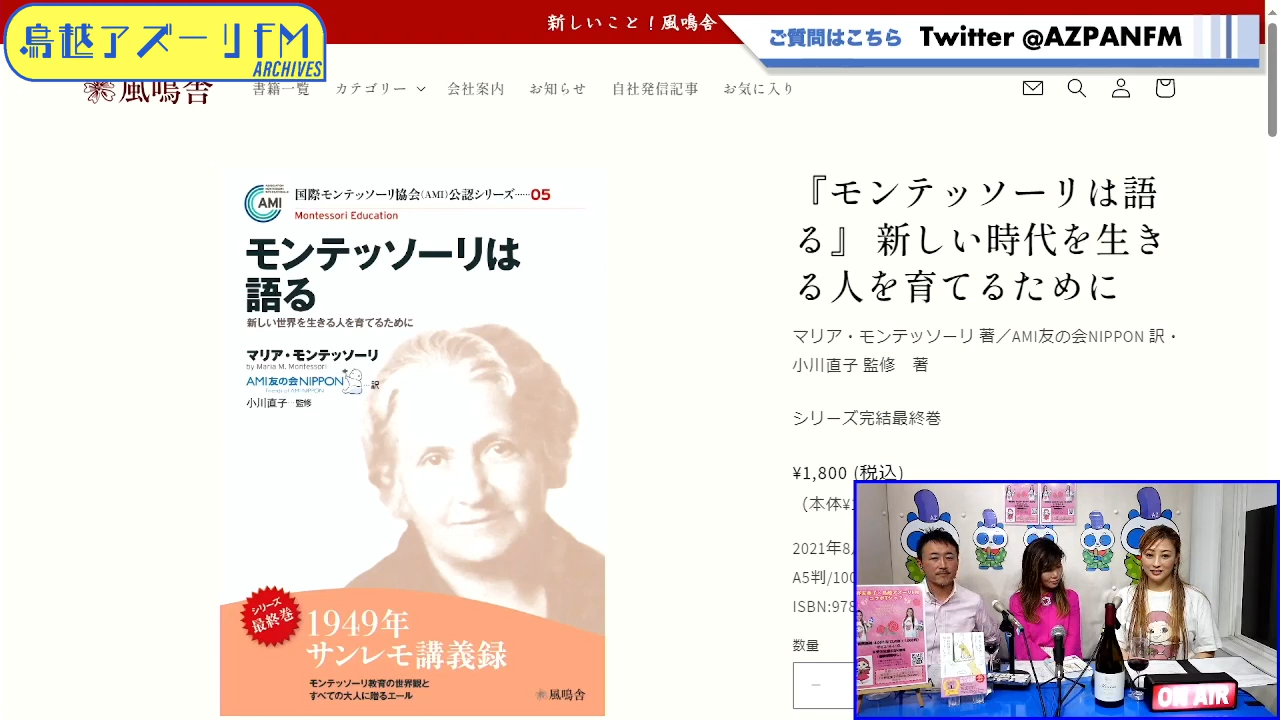 鳥越アズーリFM
ARCHIVES
新しいこと！風鳴舎
ご質問はこちら Twitter @AZPANFM
風鳴舎
書籍一覧 カテゴリー 会社案内 お知らせ 自社発信記事 お気に入り
AMI
国際モンテッソーリ協会(AMI)公認シリーズ……05
Montessori Education
モンテッソーリは
語る
新しい世界を生きる人を育てるために
マリア・モンテッソーリ
by Maria M. Montessori
AMI友の会NIPPON…訳
Friends of AMI NIPPON
小川直子…監修
シリーズ
最終巻
1949年
サンレモ講義録
モンテッソーリ教育の世界観と
すべての大人に贈るエール
風鳴舎
『モンテッソーリは語
る』 新しい時代を生き
る人を育てるために
マリア・モンテッソーリ 著／AMI友の会NIPPON 訳・
小川直子 監修　著
シリーズ完結最終巻
¥1,800 (税込)
（本体¥
2021年8
A5判/100
ISBN:978
数量
AZ
AZ
ON AIR